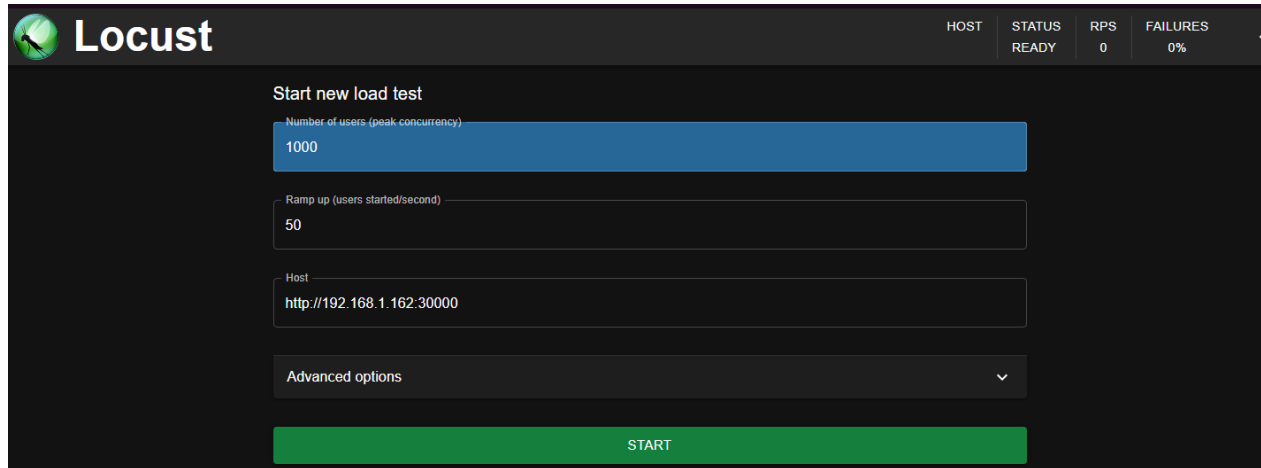 Locust
HOST STATUS RPS FAILURES
READY 0 0%
Start new load test
Number of users (peak concurrency)
1000
Ramp up (users started/second)
50
Host
http://192.168.1.162:30000
Advanced options
START